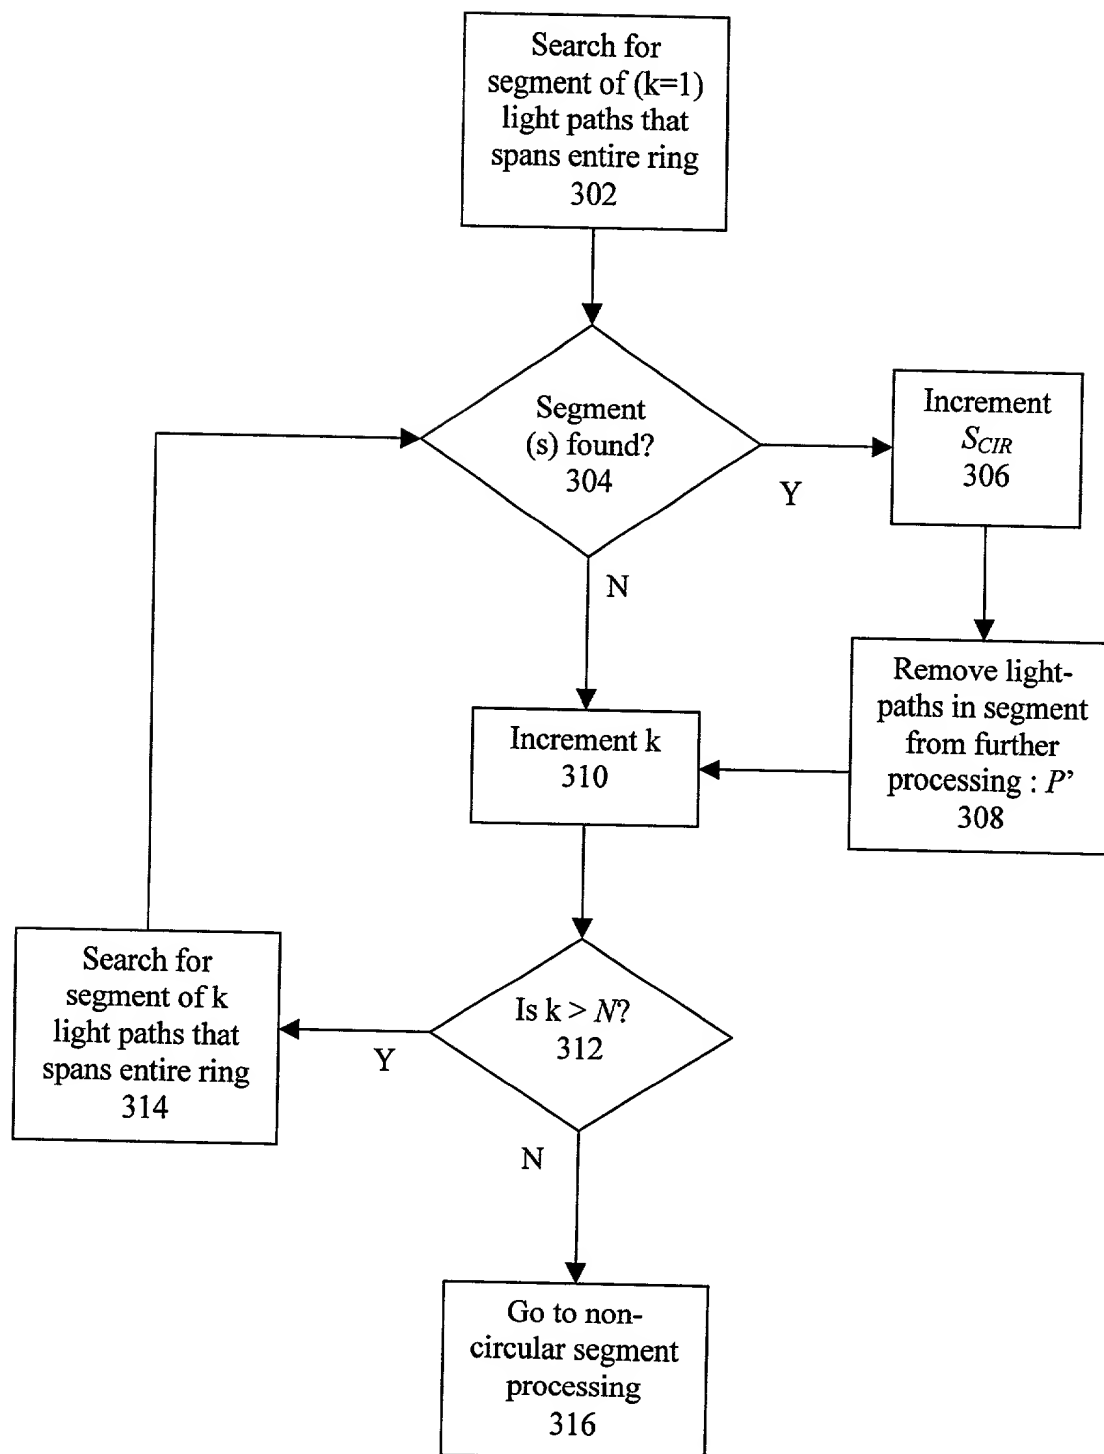 Search for
segment of (k=1)
light paths that
spans entire ring
302
Segment
(s) found?
304
Y
Increment
S_CIR
306
N
Remove light-
paths in segment
from further
processing : P’
308
Increment k
310
Is k > N?
312
Y
Search for
segment of k
light paths that
spans entire ring
314
N
Go to non-
circular segment
processing
316